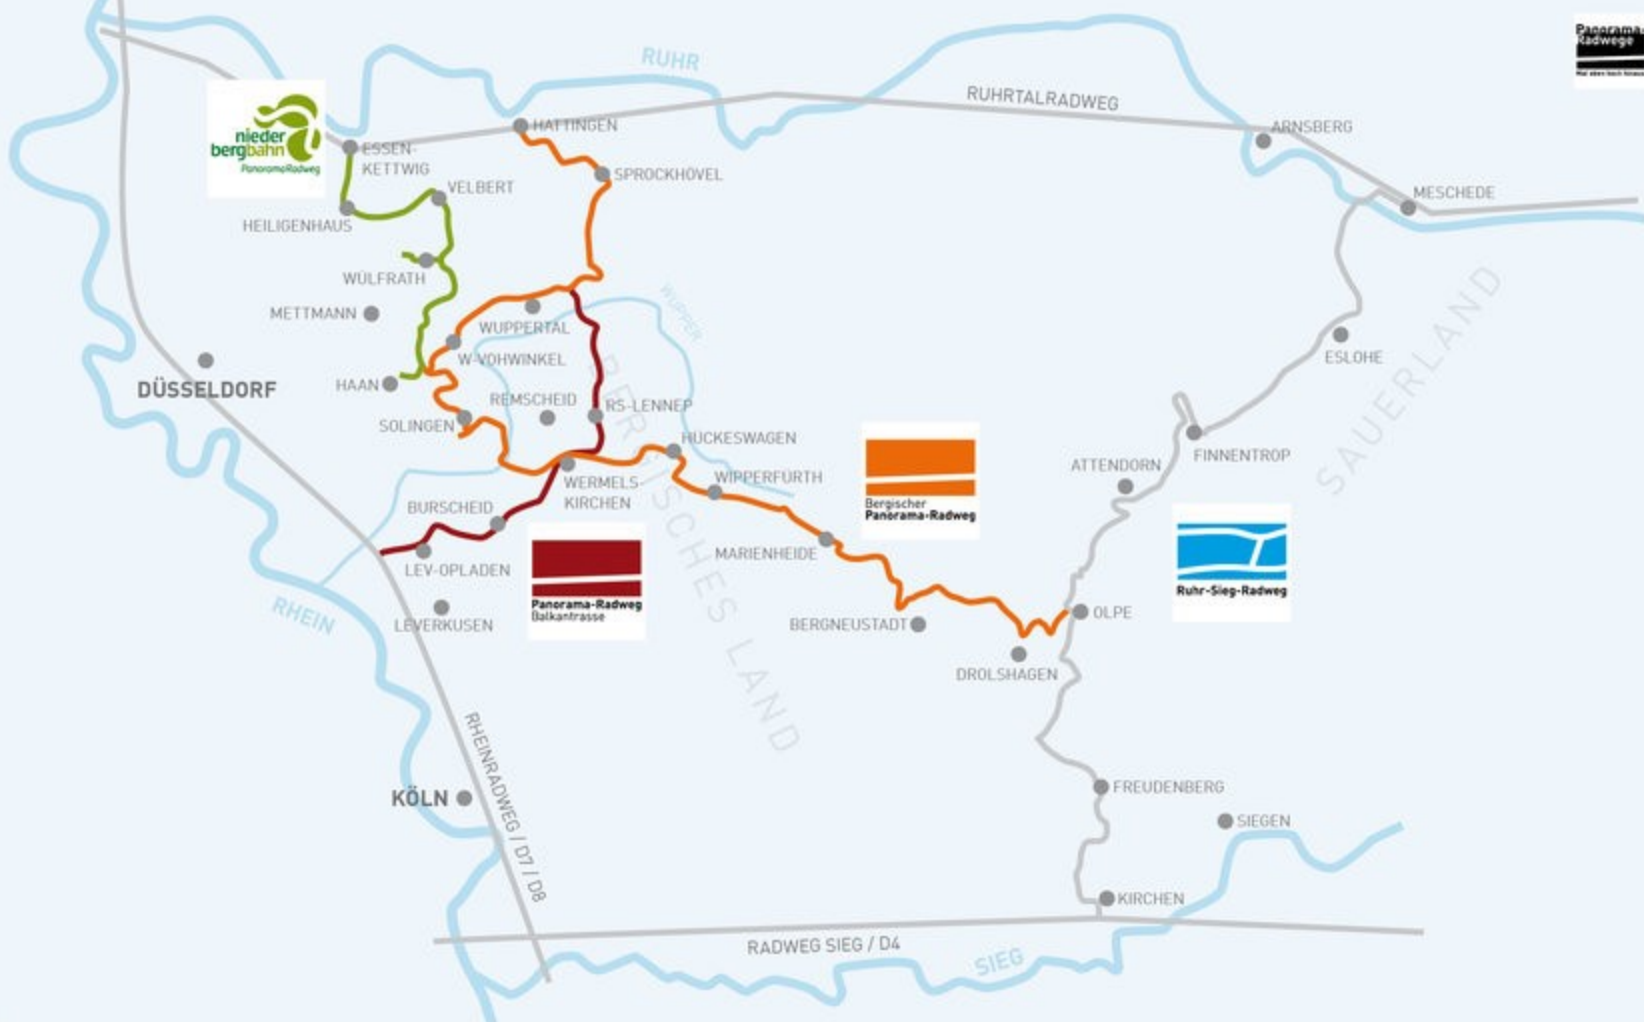 Panorama-
Radwege
RUHR
RUHRTALRADWEG
nieder
bergbahn
PanoramaRadweg
HATTINGEN
ARNSBERG
ESSEN-
KETTWIG
SPROCKHÖVEL
VELBERT
MESCHEDE
HEILIGENHAUS
WÜLFRATH
METTMANN
WUPPER
WUPPERTAL
W-VOHWINKEL
ESLOHE
DÜSSELDORF
HAAN
REMSCHEID
RS-LENNEP
SOLINGEN
SAUERLAND
HÜCKESWAGEN
FINNENTROP
ATTENDORN
WIPPERFÜRTH
WERMELS-
KIRCHEN
BURSCHEID
Bergischer
Panorama-Radweg
MARIENHEIDE
LEV-OPLADEN
BERGISCHES LAND
Ruhr-Sieg-Radweg
Panorama-Radweg
Balkantrasse
RHEIN
LEVERKUSEN
BERGNEUSTADT
OLPE
DROLSHAGEN
RHEINRADWEG / D7 / D8
KÖLN
FREUDENBERG
SIEGEN
KIRCHEN
RADWEG SIEG / D4
SIEG